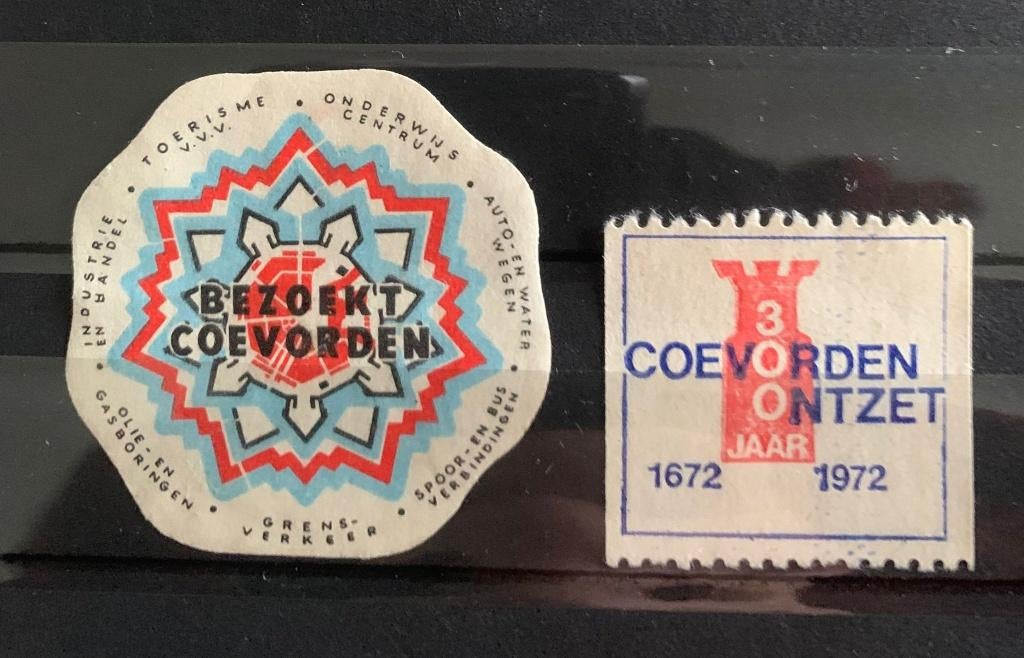 TOERISME
V.V.V.
ONDERWIJS
CENTRUM
AUTO-EN WATER
WEGEN
SPOOR-EN BUS
VERBINDINGEN
GRENS-
VERKEER
OLIE-EN
GASBORINGEN
INDUSTRIE
EN HANDEL
BEZOEKT
COEVORDEN
300
COEVORDEN
ONTZET
JAAR
1672 1972